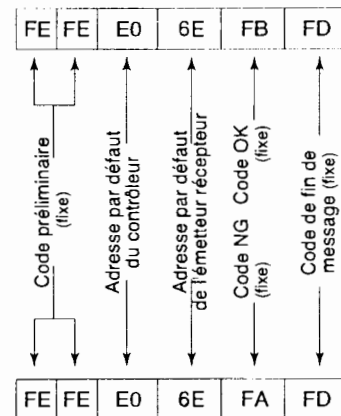 FE FE E0 6E FB FD
Code préliminaire
(fixe)
Adresse par défaut
du contrôleur
Adresse par défaut
de l'émetteur récepteur
Code NG Code OK
(fixe) (fixe)
Code de fin de
message (fixe)
FE FE E0 6E FA FD